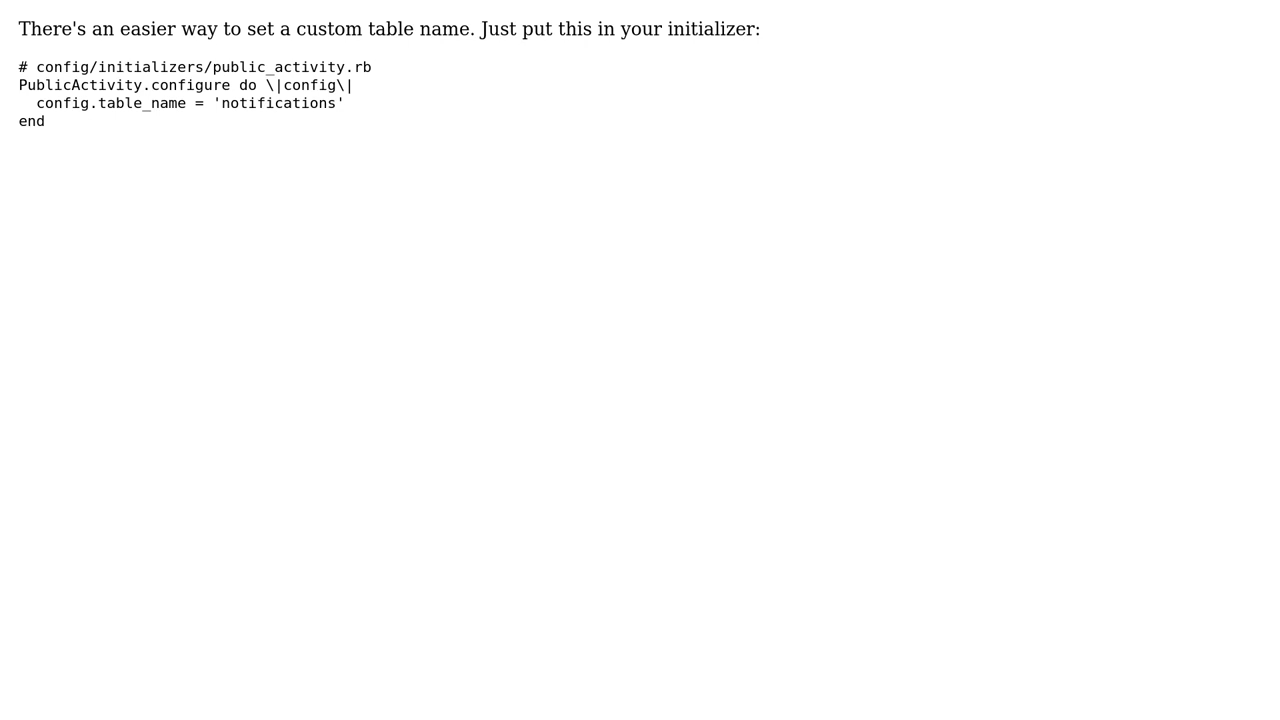 There's an easier way to set a custom table name. Just put this in your initializer:
# config/initializers/public_activity.rb
PublicActivity.configure do \|config\|
  config.table_name = 'notifications'
end